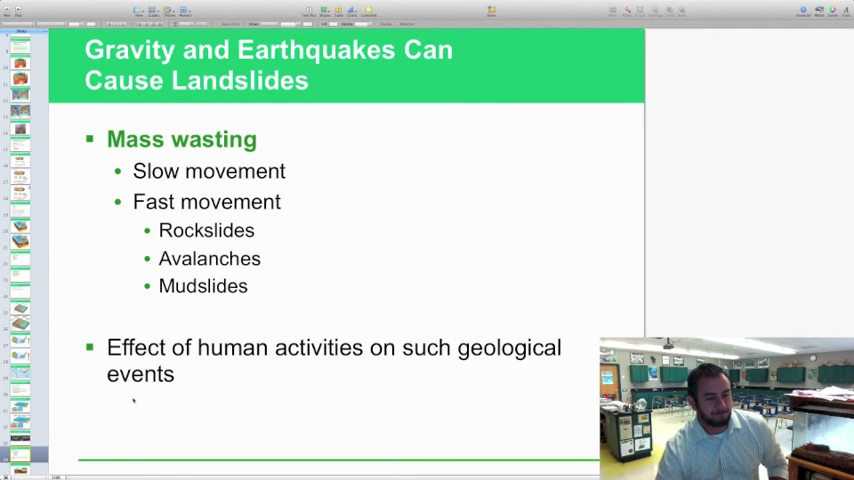 Gravity and Earthquakes Can
Cause Landslides
Mass wasting
Slow movement
Fast movement
Rockslides
Avalanches
Mudslides
Effect of human activities on such geological
events